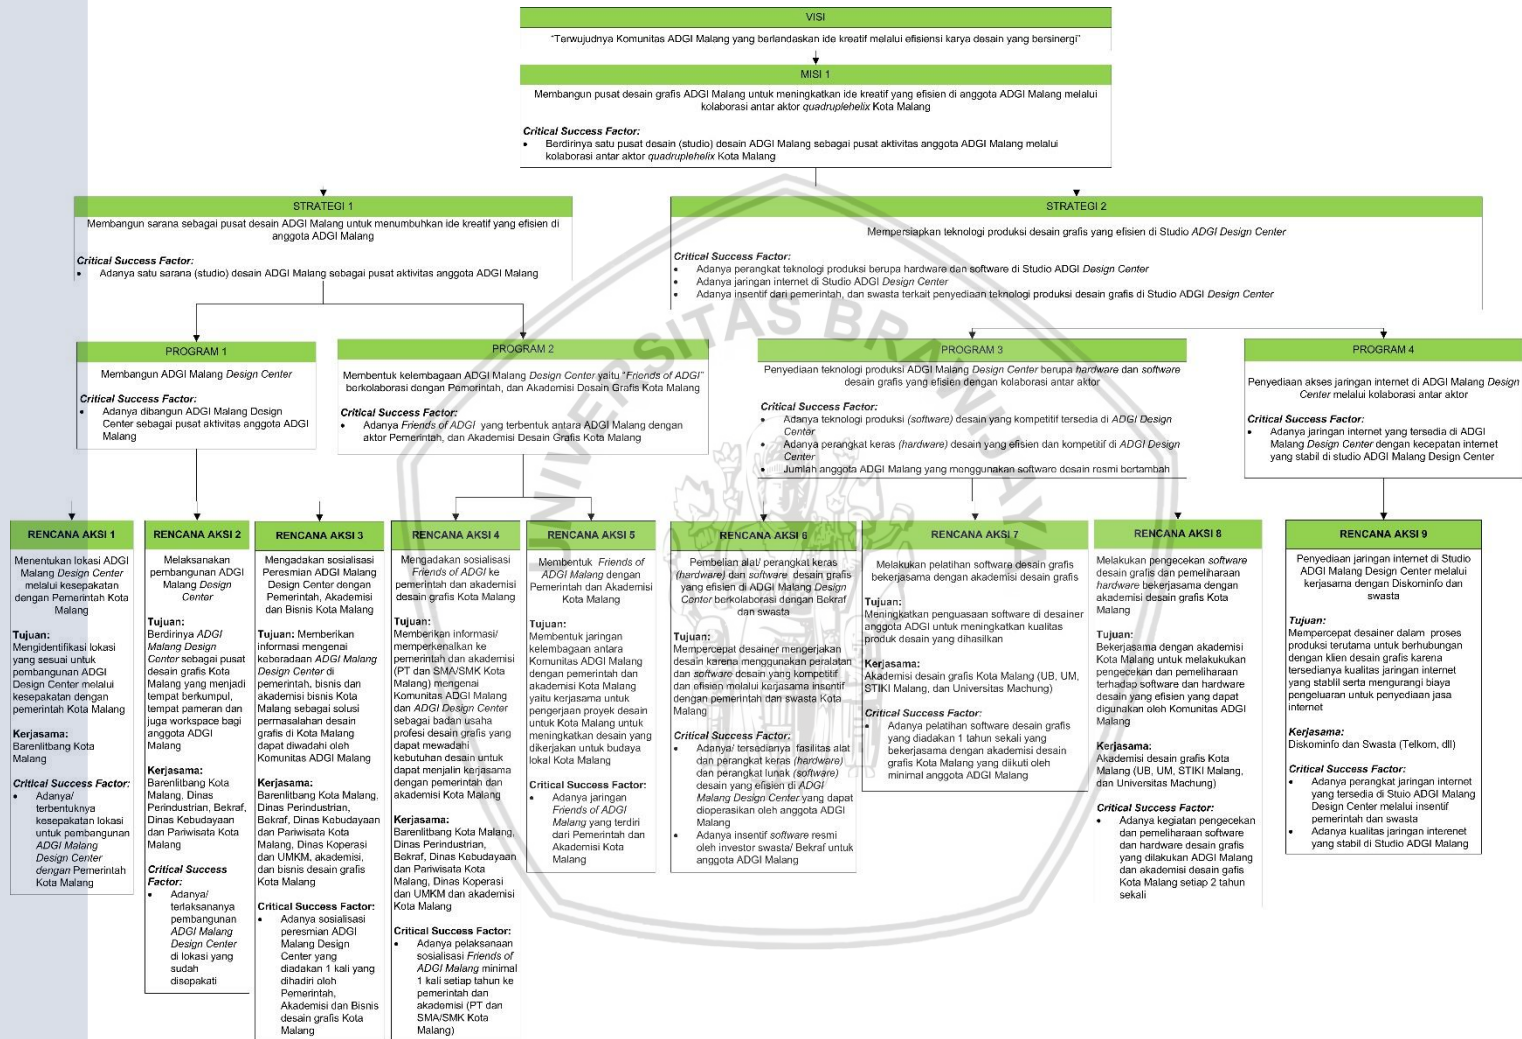 VISI
"Terwujudnya Komunitas ADGI Malang yang berlandaskan ide kreatif melalui efisiensi karya desain yang bersinergi"
MISI 1
Membangun pusat desain grafis ADGI Malang untuk meningkatkan ide kreatif yang efisien di anggota ADGI Malang melalui
kolaborasi antar aktor quadruplehelix Kota Malang
Critical Success Factor:
• Berdirinya satu pusat desain (studio) desain ADGI Malang sebagai pusat aktivitas anggota ADGI Malang melalui
kolaborasi antar aktor quadruplehelix Kota Malang
STRATEGI 1
Membangun sarana sebagai pusat desain ADGI Malang untuk menumbuhkan ide kreatif yang efisien di
anggota ADGI Malang
Critical Success Factor:
• Adanya satu sarana (studio) desain ADGI Malang sebagai pusat aktivitas anggota ADGI Malang
STRATEGI 2
Mempersiapkan teknologi produksi desain grafis yang efisien di Studio ADGI Design Center
Critical Success Factor:
• Adanya perangkat teknologi produksi berupa hardware dan software di Studio ADGI Design Center
• Adanya jaringan internet di Studio ADGI Design Center
• Adanya insentif dari pemerintah, dan swasta terkait penyediaan teknologi produksi desain grafis di Studio ADGI Design Center
PROGRAM 1
Membangun ADGI Malang Design Center
Critical Success Factor:
• Adanya dibangun ADGI Malang Design
Center sebagai pusat aktivitas anggota ADGI
Malang
PROGRAM 2
Membentuk kelembagaan ADGI Malang Design Center yaitu "Friends of ADGI"
berkolaborasi dengan Pemerintah, dan Akademisi Desain Grafis Kota Malang
Critical Success Factor:
• Adanya Friends of ADGI yang terbentuk antara ADGI Malang dengan
aktor Pemerintah, dan Akademisi Desain Grafis Kota Malang
PROGRAM 3
Penyediaan teknologi produksi ADGI Malang Design Center berupa hardware dan software
desain grafis yang efisien dengan kolaborasi antar aktor
Critical Success Factor:
• Adanya teknologi produksi (software) desain yang kompetitif tersedia di ADGI Design
Center
• Adanya perangkat keras (hardware) desain yang efisien dan kompetitif di ADGI Design
Center
• Jumlah anggota ADGI Malang yang menggunakan software desain resmi bertambah
PROGRAM 4
Penyediaan akses jaringan internet di ADGI Malang Design
Center melalui kolaborasi antar aktor
Critical Success Factor:
• Adanya jaringan internet yang tersedia di ADGI
Malang Design Center dengan kecepatan internet
yang stabil di studio ADGI Malang Design Center
RENCANA AKSI 1
Menentukan lokasi ADGI
Malang Design Center
melalui kesepakatan
dengan Pemerintah Kota
Malang
Tujuan:
Mengidentifikasi lokasi
yang sesuai untuk
pembangunan ADGI
Design Center melalui
kesepakatan dengan
pemerintah Kota Malang
Kerjasama:
Barenlitbang Kota
Malang
Critical Success Factor:
• Adanya/
terbentuknya
kesepakatan lokasi
untuk pembangunan
ADGI Malang
Design Center
dengan Pemerintah
Kota Malang
RENCANA AKSI 2
Melaksanakan
pembangunan ADGI
Malang Design
Center
Tujuan:
Berdirinya ADGI
Malang Design
Center sebagai pusat
desain grafis Kota
Malang yang menjadi
tempat berkumpul,
tempat pameran dan
juga workspace bagi
anggota ADGI
Malang
Kerjasama:
Barenlitbang Kota
Malang, Dinas
Perindustrian, Bekraf,
Dinas Kebudayaan
dan Pariwisata Kota
Malang
Critical Success
Factor:
• Adanya/
terlaksananya
pembangunan
ADGI Malang
Design Center
di lokasi yang
sudah
disepakati
RENCANA AKSI 3
Mengadakan sosialisasi
Peresmian ADGI Malang
Design Center dengan
Pemerintah, Akademisi
dan Bisnis Kota Malang
Tujuan: Memberikan
informasi mengenai
keberadaan ADGI Malang
Design Center di
pemerintah, bisnis dan
akademisi bisnis Kota
Malang sebagai solusi
permasalahan desain
grafis di Kota Malang
dapat diwadahi oleh
Komunitas ADGI Malang
Kerjasama:
Barenlitbang Kota Malang,
Dinas Perindustrian,
Bekraf, Dinas Kebudayaan
dan Pariwisata Kota
Malang, Dinas Koperasi
dan UMKM, akademisi,
dan bisnis desain grafis
Kota Malang
Critical Success Factor:
• Adanya sosialisasi
peresmian ADGI
Malang Design
Center yang
diadakan 1 kali yang
dihadiri oleh
Pemerintah,
Akademisi dan Bisnis
desain grafis Kota
Malang
RENCANA AKSI 4
Mengadakan sosialisasi
Friends of ADGI ke
pemerintah dan akademisi
desain grafis Kota Malang
Tujuan:
Memberikan informasi/
memperkenalkan ke
pemerintah dan akademisi
(PT dan SMA/SMK Kota
Malang) mengenai
Komunitas ADGI Malang
dan ADGI Design Center
sebagai badan usaha
profesi desain grafis yang
dapat mewadahi
kebutuhan desain untuk
dapat menjalin kerjasama
dengan pemerintah dan
akademisi Kota Malang
Kerjasama:
Barenlitbang Kota Malang,
Dinas Perindustrian,
Bekraf, Dinas Kebudayaan
dan Pariwisata Kota
Malang, Dinas Koperasi
dan UMKM dan akademisi
Kota Malang
Critical Success Factor:
• Adanya pelaksanaan
sosialisasi Friends of
ADGI Malang minimal
1 kali setiap tahun ke
pemerintah dan
akademisi (PT dan
SMA/SMK Kota
Malang)
RENCANA AKSI 5
Membentuk Friends of
ADGI Malang dengan
Pemerintah dan Akademisi
Kota Malang
Tujuan:
Membentuk jaringan
kelembagaan antara
Komunitas ADGI Malang
dengan pemerintah dan
akademisi Kota Malang
yaitu kerjasama untuk
pengerjaan proyek desain
untuk Kota Malang untuk
meningkatkan desain yang
dikerjakan untuk budaya
lokal Kota Malang
Critical Success Factor:
• Adanya jaringan
Friends of ADGI
Malang yang terdiri
dari Pemerintah dan
Akademisi Kota
Malang
RENCANA AKSI 6
Pembelian alat/ perangkat keras
(hardware) dan software desain grafis
yang efisien di ADGI Malang Design
Center berkolaborasi dengan Bekraf
dan swasta
Tujuan:
Mempercepat desainer mengerjakan
desain karena menggunakan peralatan
dan software desain yang kompetitif
dan efisien melalui kerjasama insentif
dengan pemerintah dan swasta Kota
Malang
Critical Success Factor:
• Adanya/ tersedianya fasilitas alat
dan perangkat keras (hardware)
dan perangkat lunak (software)
desain yang efisien di ADGI
Malang Design Center yang dapat
dioperasikan oleh anggota ADGI
Malang
• Adanya insentif software resmi
oleh investor swasta/ Bekraf untuk
anggota ADGI Malang
RENCANA AKSI 7
Melakukan pelatihan software desain grafis
bekerjasama dengan akademisi desain grafis
Tujuan:
Meningkatkan penguasaan software di desainer
anggota ADGI untuk meningkatkan kualitas
produk desain yang dihasilkan
Kerjasama:
Akademisi desain grafis Kota Malang (UB, UM,
STIKI Malang, dan Universitas Machung)
Critical Success Factor:
• Adanya pelatihan software desain grafis
yang diadakan 1 tahun sekali yang
bekerjasama dengan akademisi desain
grafis Kota Malang yang diikuti oleh
minimal anggota ADGI Malang
RENCANA AKSI 8
Melakukan pengecekan software
desain grafis dan pemeliharaan
hardware bekerjasama dengan
akademisi desain grafis Kota
Malang
Tujuan:
Bekerjasama dengan akademisi
Kota Malang untuk melakukukan
pengecekan dan pemeliharaan
terhadap software dan hardware
desain yang efisien yang dapat
digunakan oleh Komunitas ADGI
Malang
Kerjasama:
Akademisi desain grafis Kota
Malang (UB, UM, STIKI Malang,
dan Universitas Machung)
Critical Success Factor:
• Adanya kegiatan pengecekan
dan pemeliharaan software
dan hardware desain grafis
yang dilakukan ADGI Malang
dan akademisi desain gafis
Kota Malang setiap 2 tahun
sekali
RENCANA AKSI 9
Penyediaan jaringan internet di Studio
ADGI Malang Design Center melalui
kerjasama dengan Diskominfo dan
swasta
Tujuan:
Mempercepat desainer dalam proses
produksi terutama untuk berhubungan
dengan klien desain grafis karena
tersedianya kualitas jaringan internet
yang stablil serta mengurangi biaya
pengeluaran untuk penyediaan jasa
internet
Kerjasama:
Diskominfo dan Swasta (Telkom, dll)
Critical Success Factor:
• Adanya perangkat jaringan internet
yang tersedia di Stuio ADGI Malang
Design Center melalui insentif
pemerintah dan swasta
• Adanya kualitas jaringan interenet
yang stabil di Studio ADGI Malang
UNIVERSITAS BRAWIJAYA